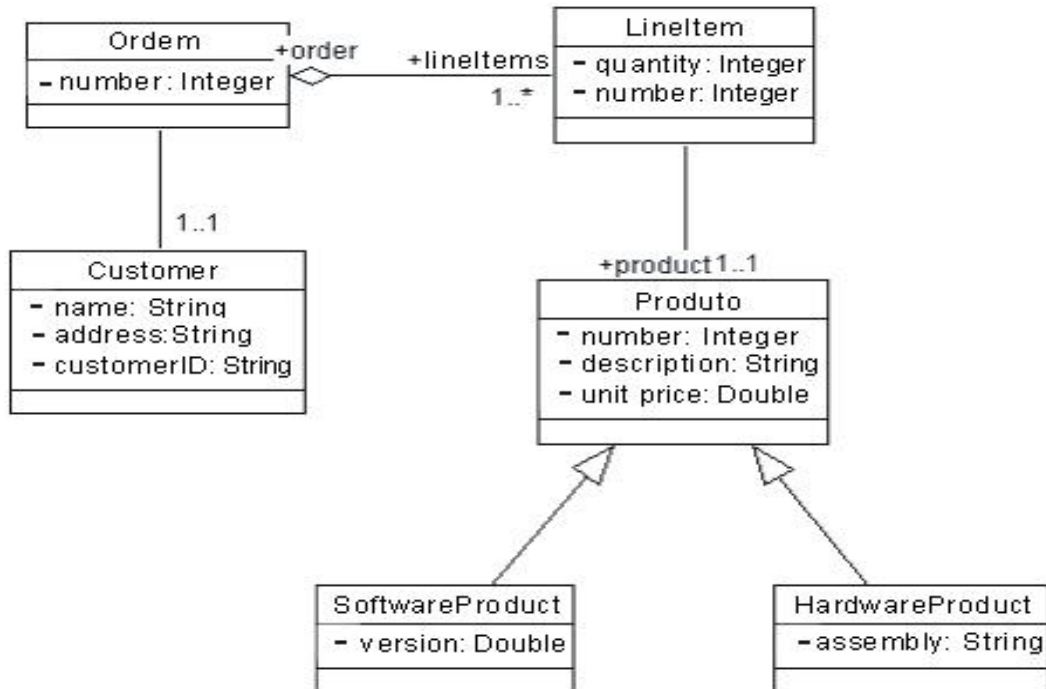 Ordem
- number: Integer
+order
+lineItems
1..*
LineItem
- quantity: Integer
- number: Integer
1..1
Customer
- name: String
- address:String
- customerID: String
+product 1..1
Produto
- number: Integer
- description: String
- unit price: Double
SoftwareProduct
- version: Double
HardwareProduct
-assembly: String